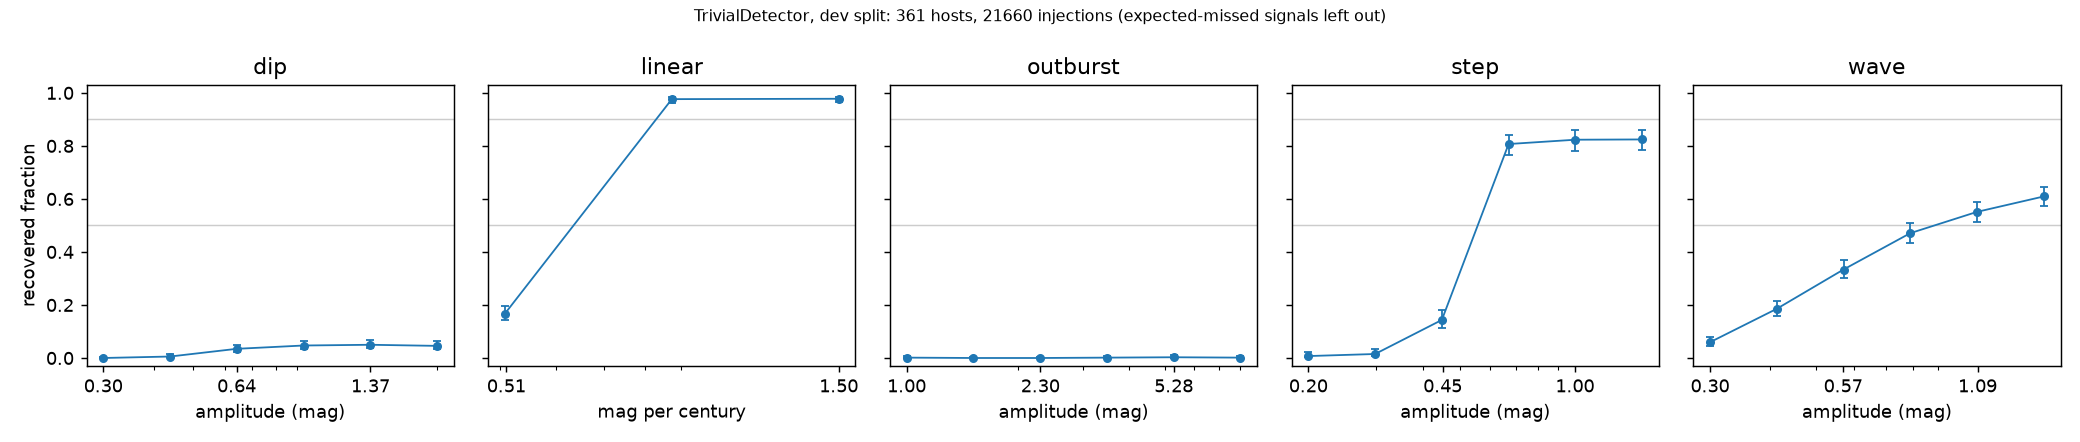 TrivialDetector, dev split: 361 hosts, 21660 injections (expected-missed signals left out)
dip
linear
outburst
step
wave
recovered fraction
1.0
0.8
0.6
0.4
0.2
0.0
0.30 0.64 1.37
0.51 1.50
1.00 2.30 5.28
0.20 0.45 1.00
0.30 0.57 1.09
amplitude (mag)
mag per century
amplitude (mag)
amplitude (mag)
amplitude (mag)